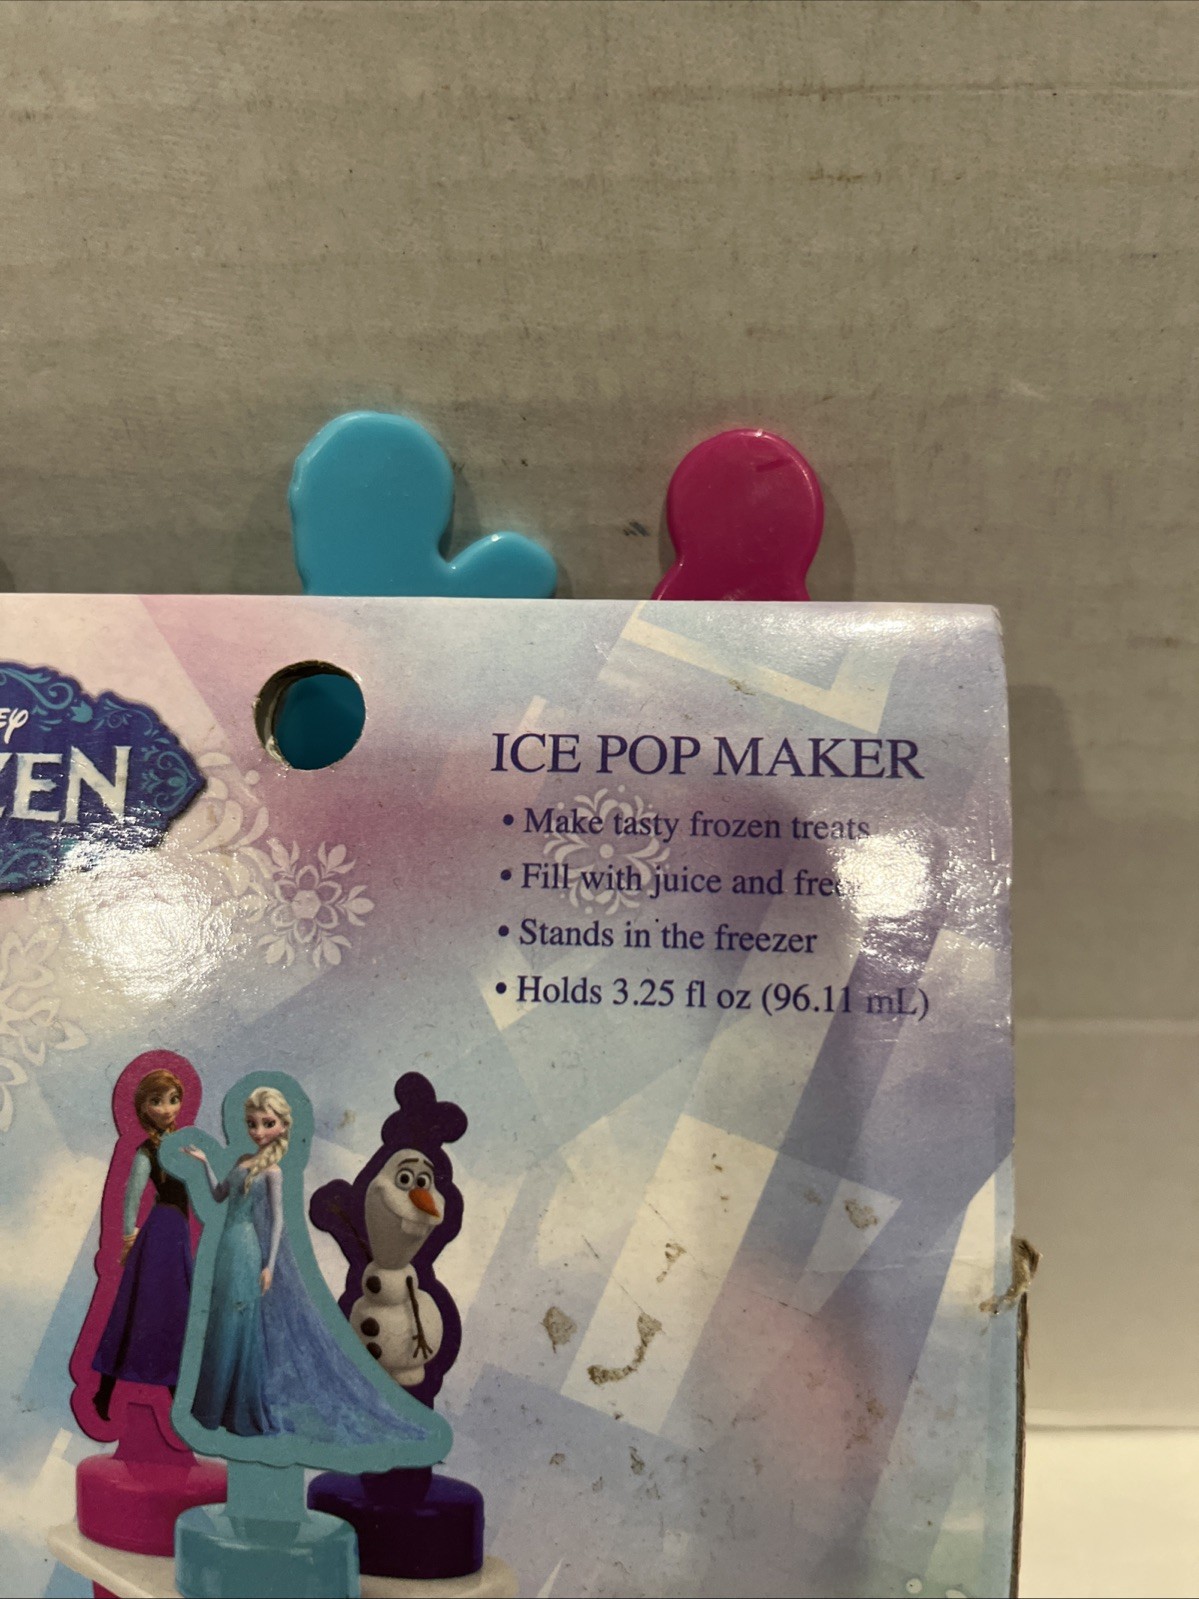 ZEN
ICE POP MAKER
• Make tasty frozen treats
• Fill with juice and
• Stands in the freezer
• Holds 3.25 fl oz (96.11 mL)